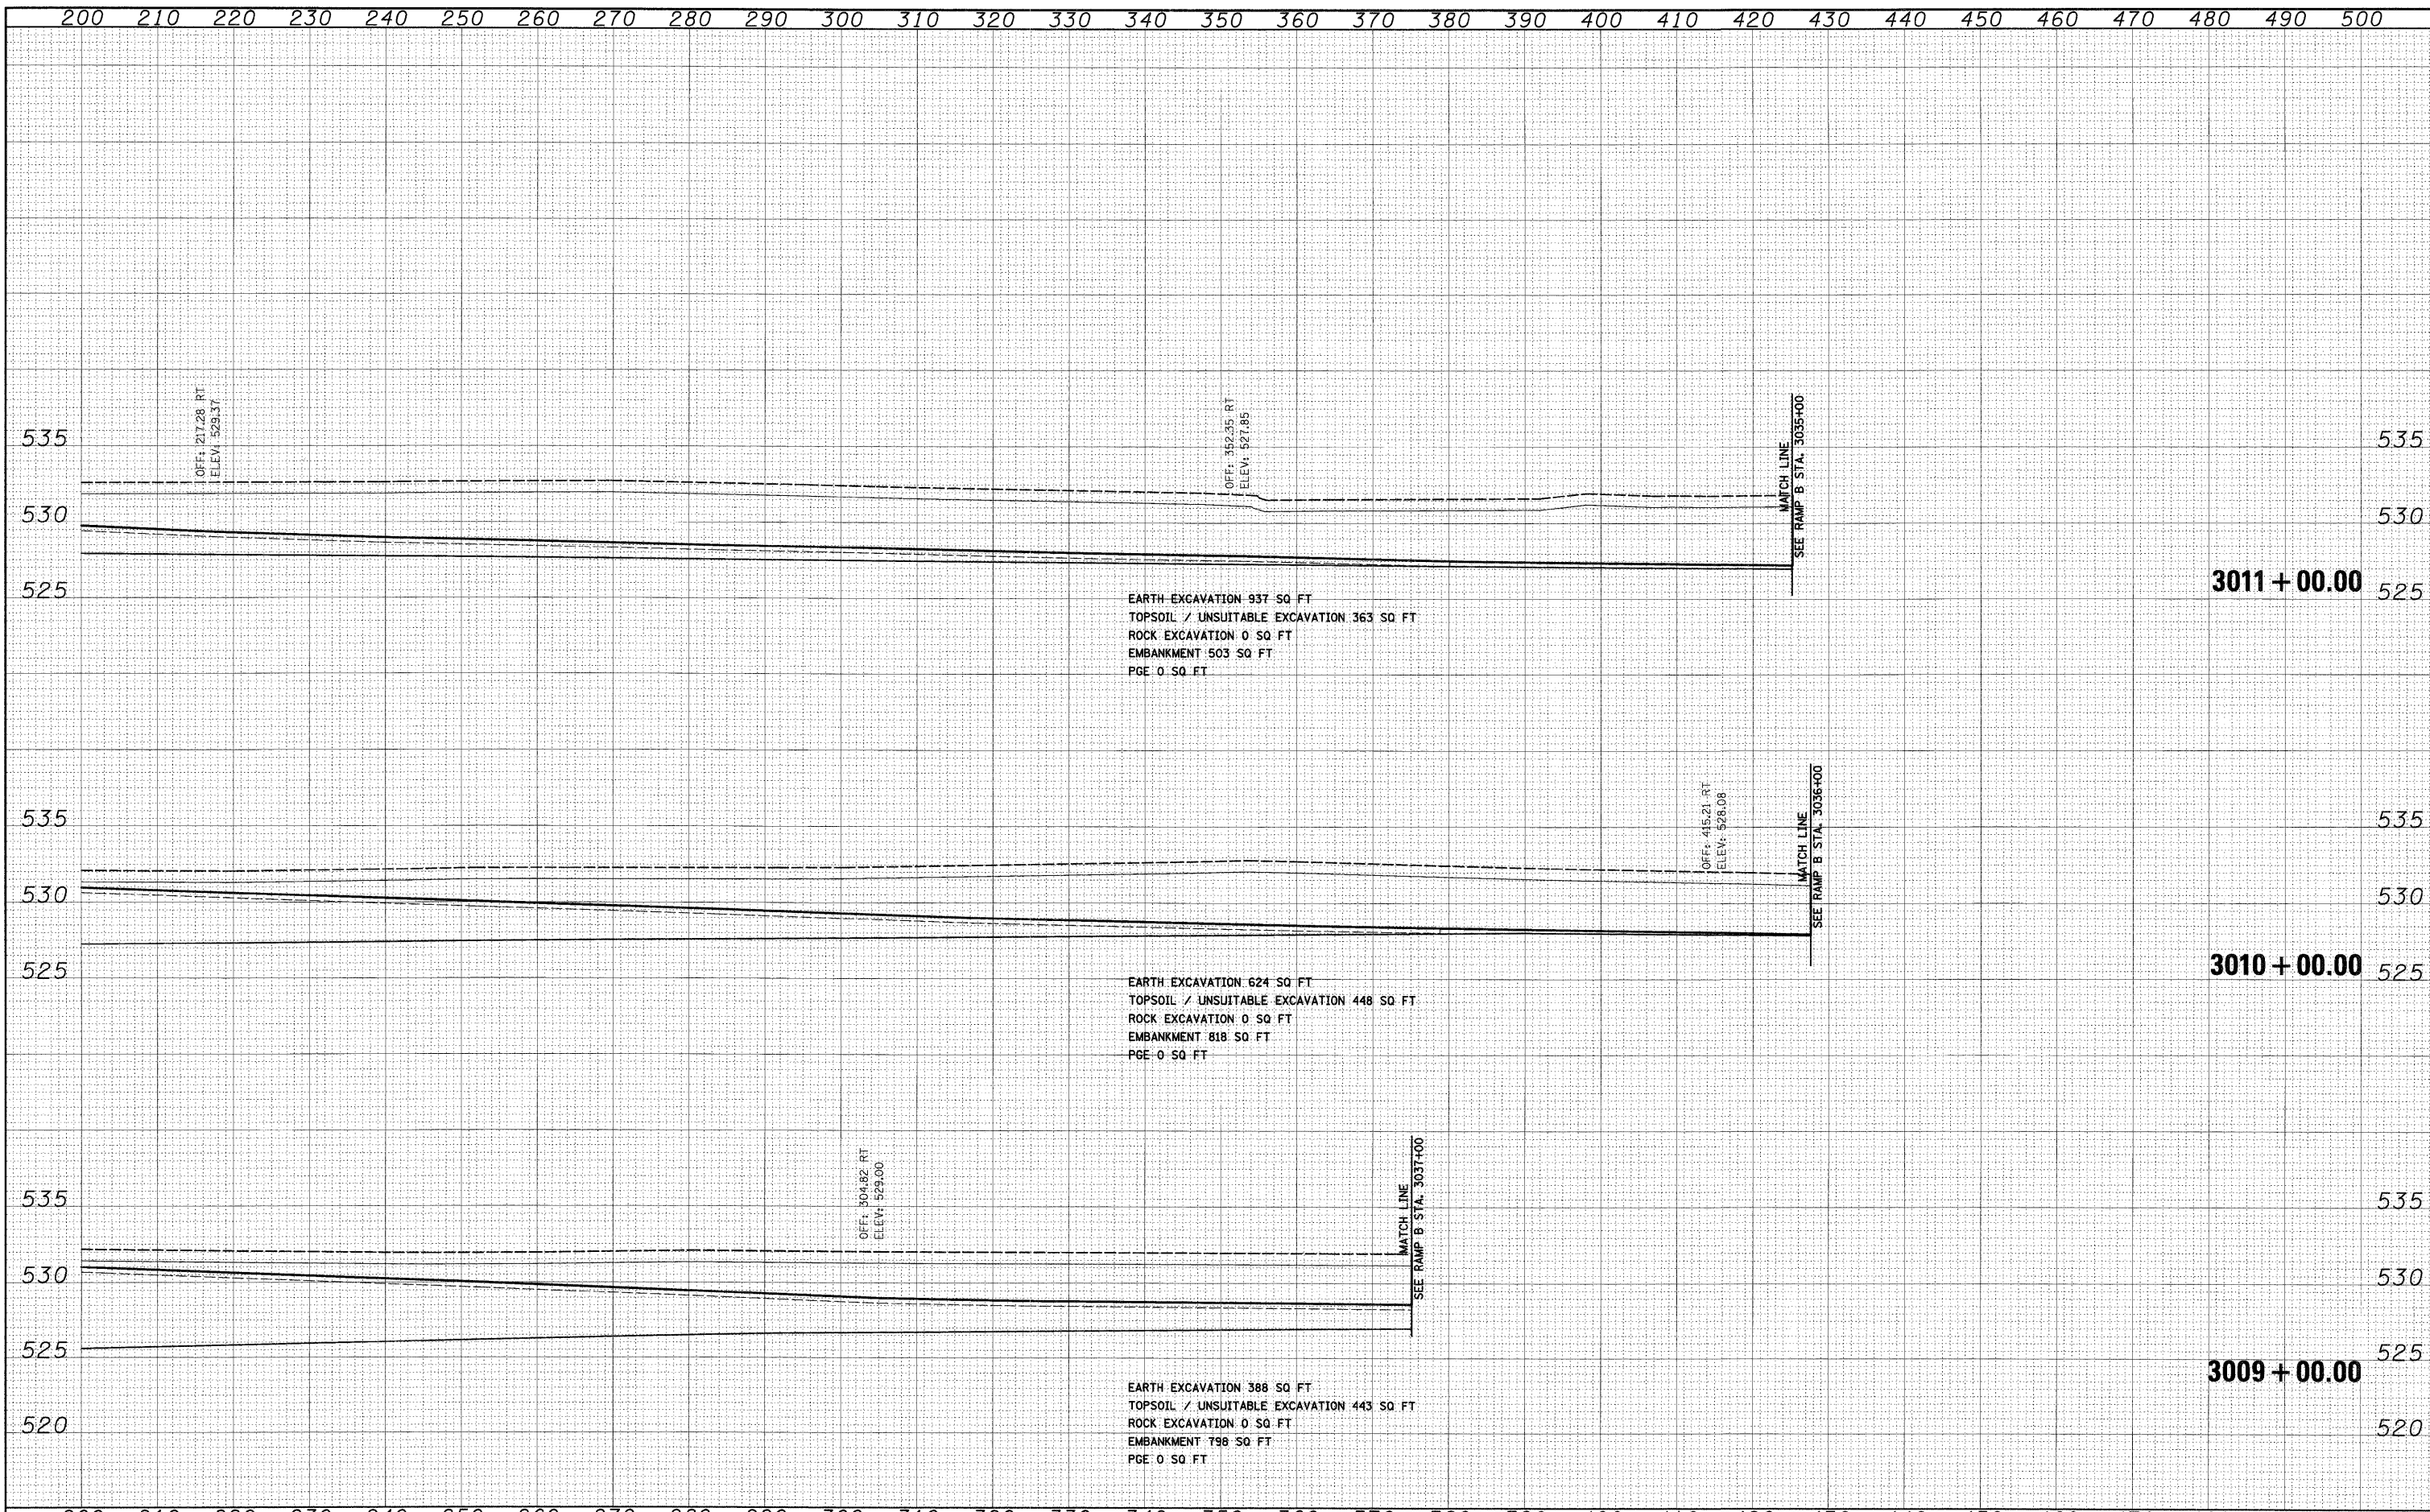 200 210 220 230 240 250 260 270 280 290 300 310 320 330 340 350 360 370 380 390 400 410 420 430 440 450 460 470 480 490 500
OFF: 217.28 RT
ELEV: 529.37
OFF: 352.35 RT
ELEV: 527.85
MATCH LINE
SEE RAMP B STA. 3035+00
535 535
530 530
525 525
3011 + 00.00
EARTH EXCAVATION 937 SQ FT
TOPSOIL / UNSUITABLE EXCAVATION 363 SQ FT
ROCK EXCAVATION 0 SQ FT
EMBANKMENT 503 SQ FT
PGE 0 SQ FT
OFF: 415.21 RT
ELEV: 528.08
MATCH LINE
SEE RAMP B STA. 3036+00
535 535
530 530
525 525
3010 + 00.00
EARTH EXCAVATION 624 SQ FT
TOPSOIL / UNSUITABLE EXCAVATION 448 SQ FT
ROCK EXCAVATION 0 SQ FT
EMBANKMENT 818 SQ FT
PGE 0 SQ FT
OFF: 304.82 RT
ELEV: 529.00
MATCH LINE
SEE RAMP B STA. 3037+00
535 535
530 530
525 525
3009 + 00.00
EARTH EXCAVATION 388 SQ FT
TOPSOIL / UNSUITABLE EXCAVATION 443 SQ FT
ROCK EXCAVATION 0 SQ FT
EMBANKMENT 798 SQ FT
PGE 0 SQ FT
520 520